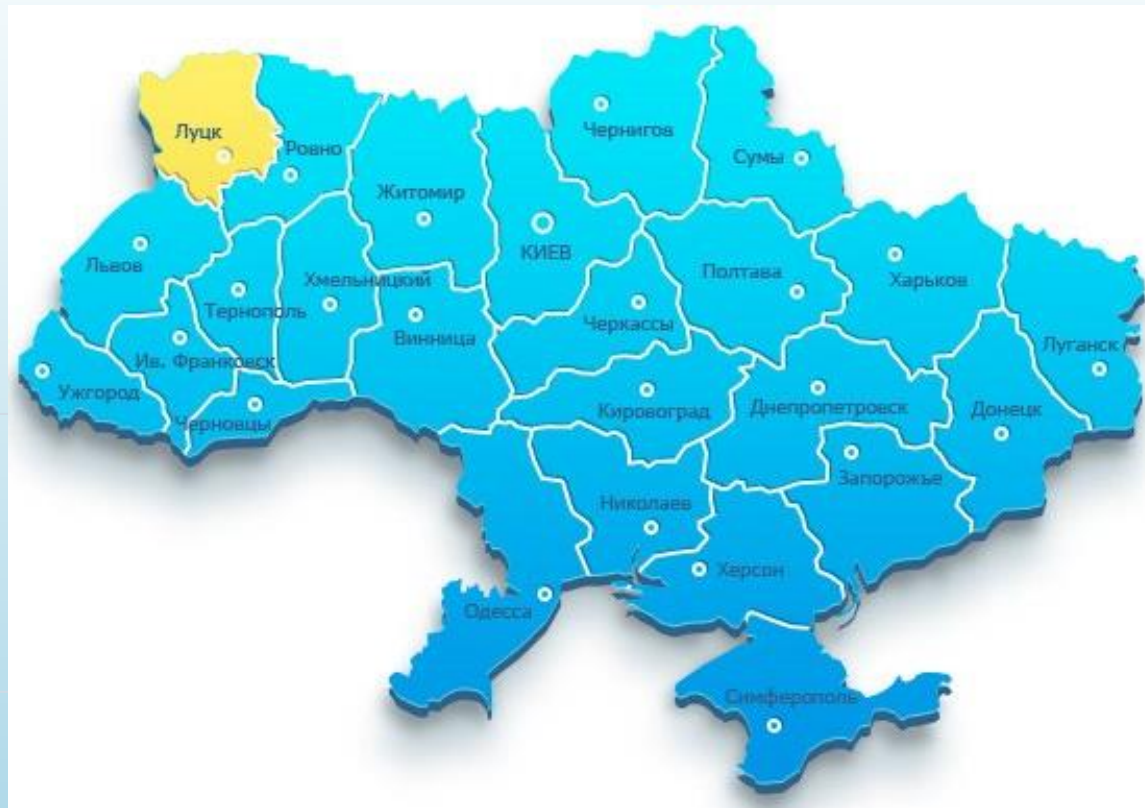 Чернигов
Луцк
Ровно
Сумы
Житомир
КИЕВ
Львов
Полтава
Харьков
Хмельницкий
Тернополь
Черкассы
Винница
Луганск
Ив. Франковск
Ужгород
Кировоград
Днепропетровск
Донецк
Черновцы
Запорожье
Николаев
Херсон
Одесса
Симферополь